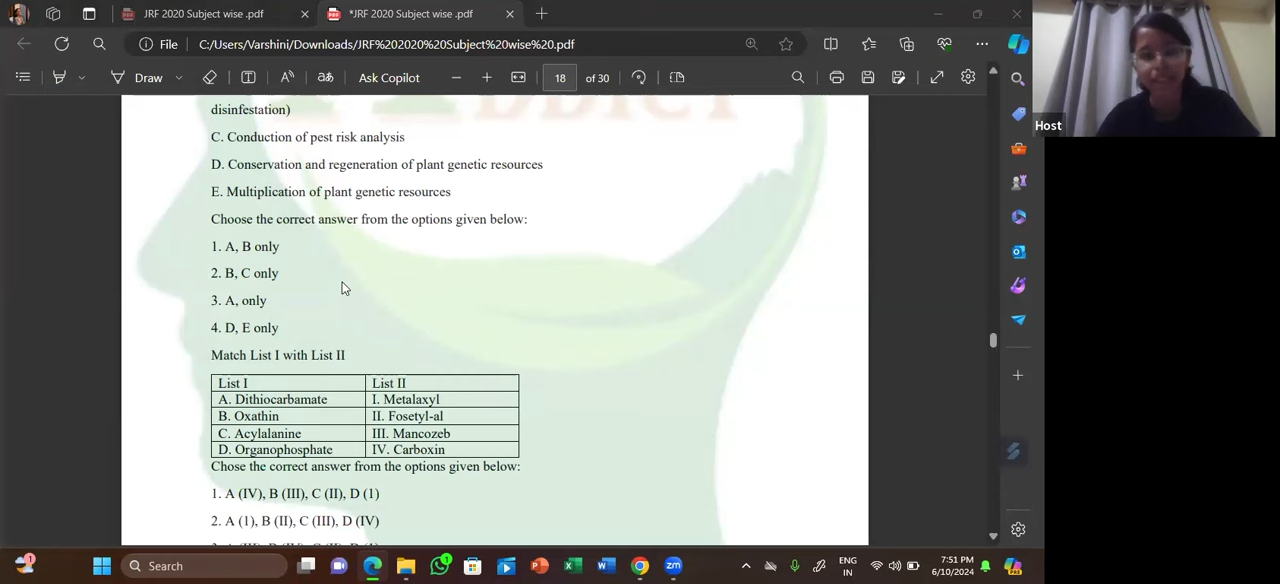 JRF 2020 Subject wise .pdf
*JRF 2020 Subject wise .pdf
File
C:/Users/Varshini/Downloads/JRF%202020%20Subject%20wise%20.pdf
Draw
Ask Copilot
18 of 30
Host
DDICT
disinfestation)
C. Conduction of pest risk analysis
D. Conservation and regeneration of plant genetic resources
E. Multiplication of plant genetic resources
Choose the correct answer from the options given below:
1. A, B only
2. B, C only
3. A, only
4. D, E only
Match List I with List II
List I List II
A. Dithiocarbamate I. Metalaxyl
B. Oxathin II. Fosetyl-al
C. Acylalanine III. Mancozeb
D. Organophosphate IV. Carboxin
Chose the correct answer from the options given below:
1. A (IV), B (III), C (II), D (1)
2. A (1), B (II), C (III), D (IV)
Search
ENG
IN
7:51 PM
6/10/2024